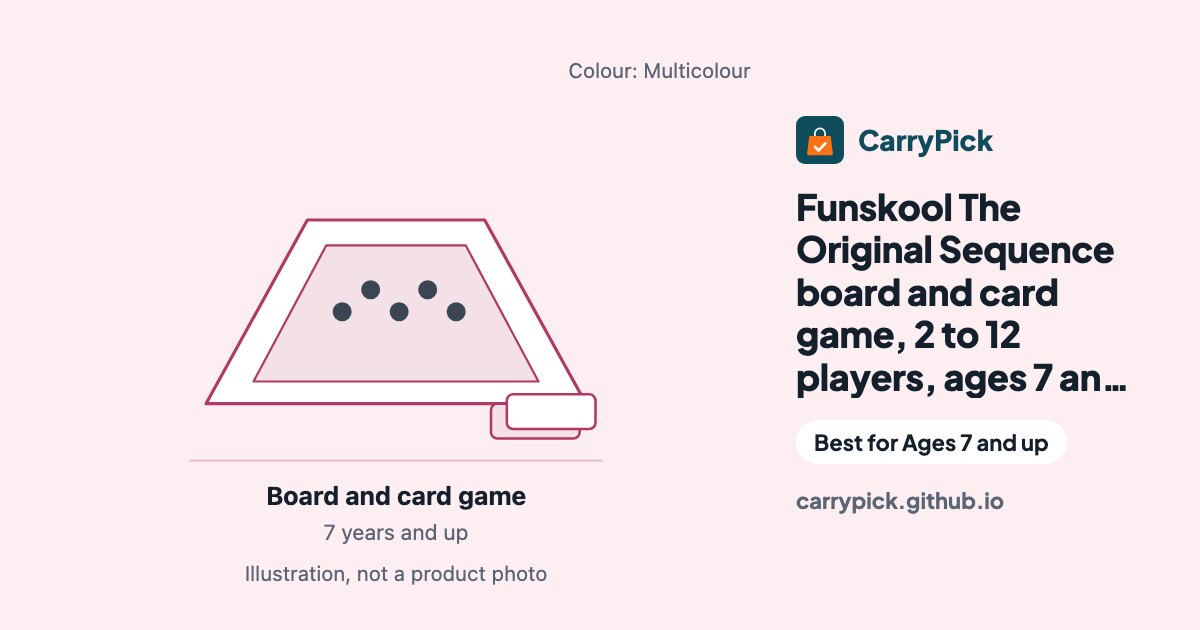 Colour: Multicolour
CarryPick
Funskool The
Original Sequence
board and card
game, 2 to 12
players, ages 7 an...
Best for Ages 7 and up
carrypick.github.io
Board and card game
7 years and up
Illustration, not a product photo